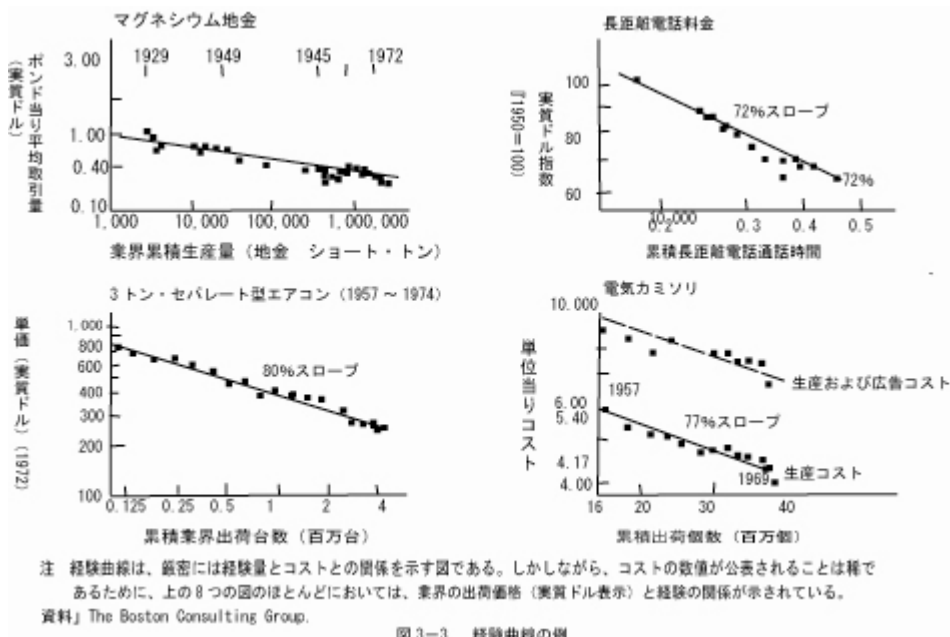 マグネシウム地金
ポンド当り平均取引量
(実質ドル)
3.00
1.00
0.40
0.10
1929
1949
1945
1972
1,000
10,000
100,000
1,000,000
業界累積生産量(地金 ショート・トン)
長距離電話料金
実質ドル指数
『1950=100)
100
80
60
72%スロープ
72%
10,000
0.2
0.3
0.4
0.5
累積長距離電話通話時間
3トン・セパレート型エアコン(1957~1974)
単価(実質ドル)(1972)
1,000
800
600
400
300
200
100
80%スロープ
0.125
0.25
0.5
1
2
4
累積業界出荷台数(百万台)
電気カミソリ
単位当りコスト
10.000
6.00
5.40
4.17
4.00
1957
77%スロープ
1969
生産および広告コスト
生産コスト
16
20
30
40
累積出荷個数(百万個)
注 経験曲線は、厳密には経験量とコストとの関係を示す図である。しかしながら、コストの数値が公表されることは稀で
あるために、上の8つの図のほとんどにおいては、業界の出荷価格(実質ドル表示)と経験の関係が示されている。
資料」The Boston Consulting Group.
図3-3 経験曲線の例